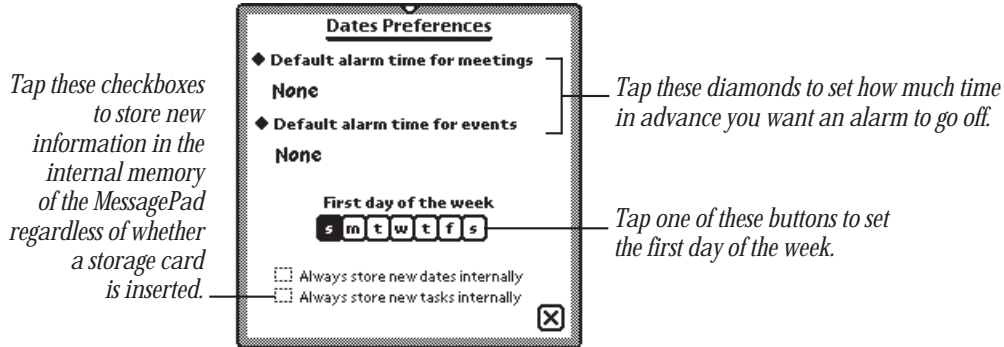 Dates Preferences
Default alarm time for meetings
None
Default alarm time for events
None
First day of the week
s m t w t f s
Always store new dates internally
Always store new tasks internally
Tap these checkboxes
to store new
information in the
internal memory
of the MessagePad
regardless of whether
a storage card
is inserted.
Tap these diamonds to set how much time
in advance you want an alarm to go off.
Tap one of these buttons to set
the first day of the week.